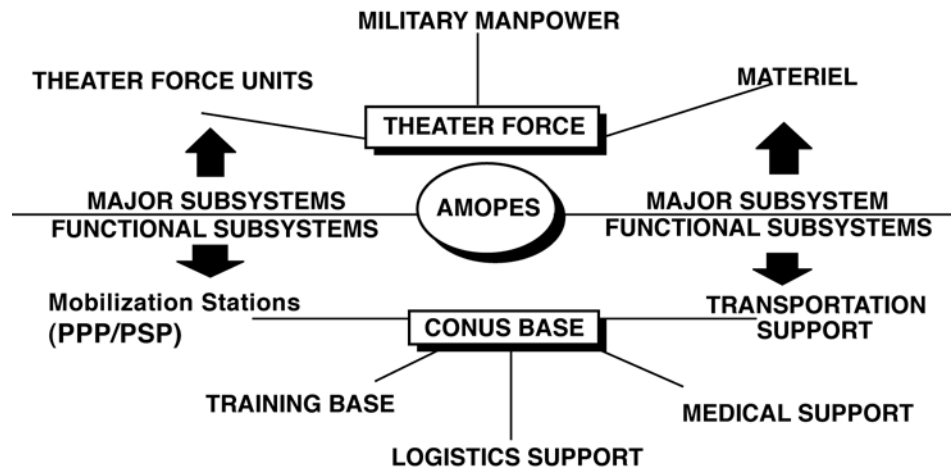 MILITARY MANPOWER
THEATER FORCE UNITS
MATERIEL
THEATER FORCE
MAJOR SUBSYSTEMS
FUNCTIONAL SUBSYSTEMS
AMOPES
MAJOR SUBSYSTEM
FUNCTIONAL SUBSYSTEMS
Mobilization Stations
(PPP/PSP)
CONUS BASE
TRANSPORTATION
SUPPORT
TRAINING BASE
MEDICAL SUPPORT
LOGISTICS SUPPORT